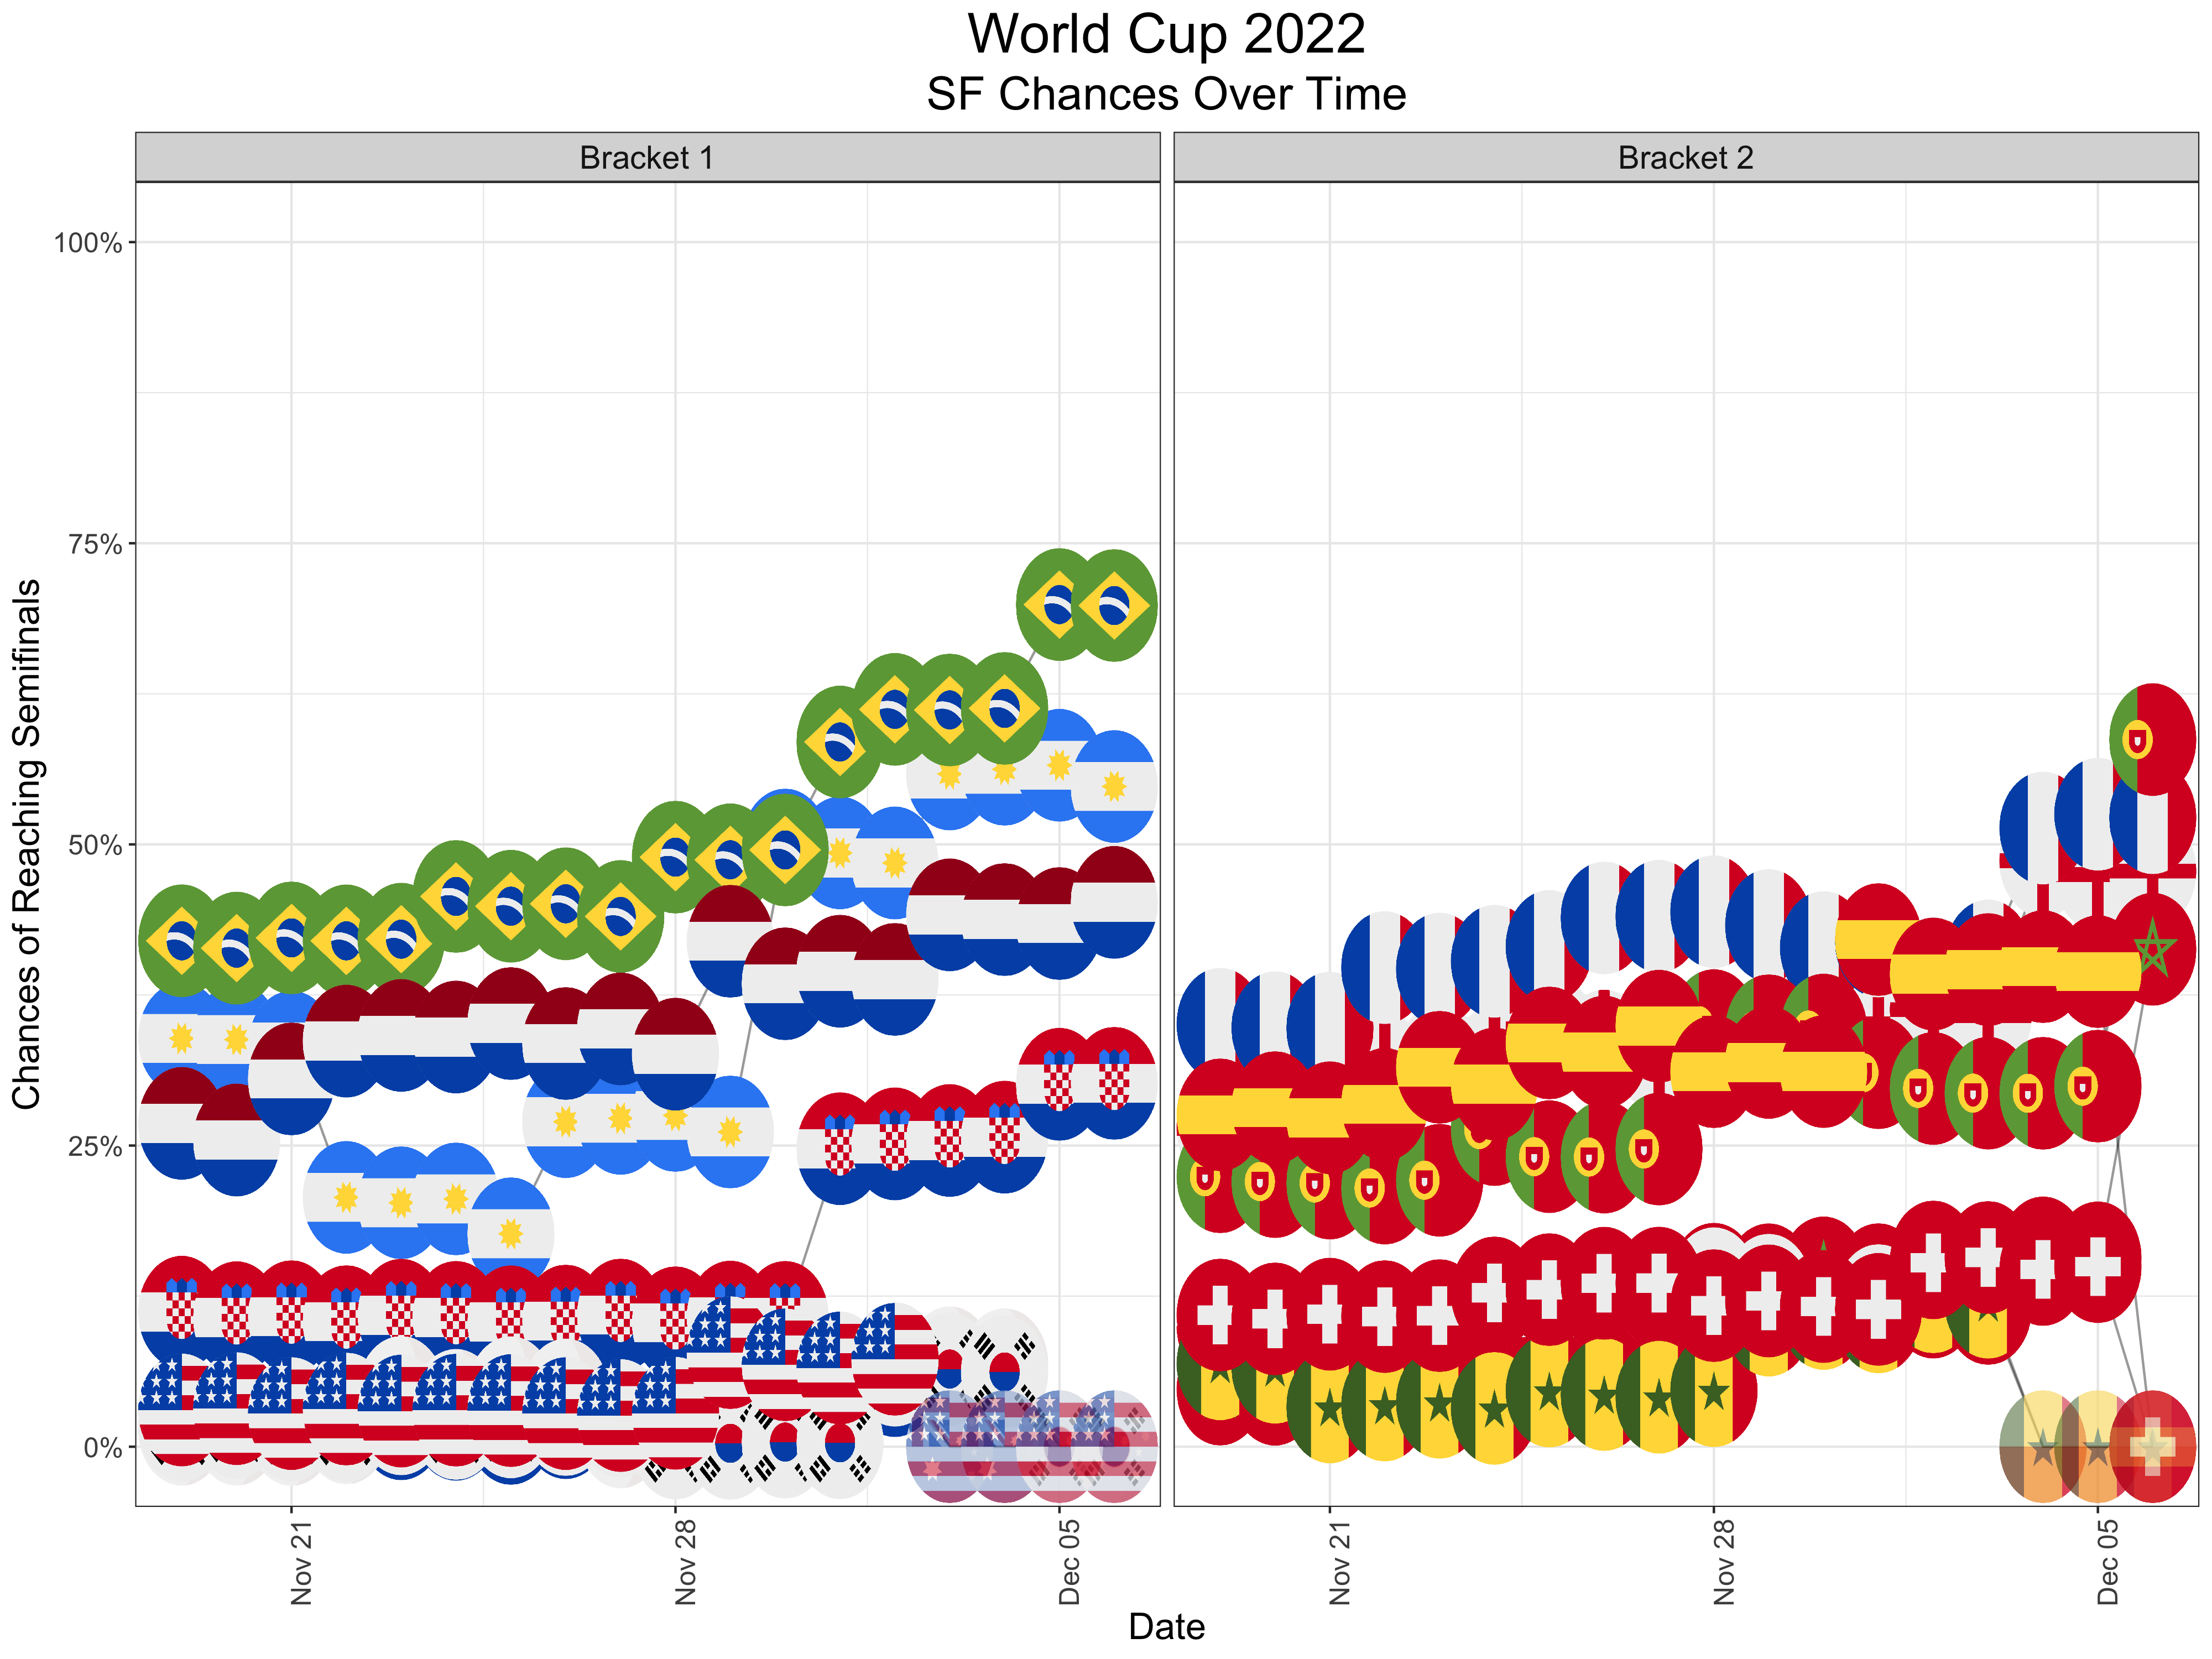 World Cup 2022
SF Chances Over Time
Bracket 1
Bracket 2
Chances of Reaching Semifinals
100%
75%
50%
25%
0%
Nov 21
Nov 28
Dec 05
Nov 21
Nov 28
Dec 05
Date